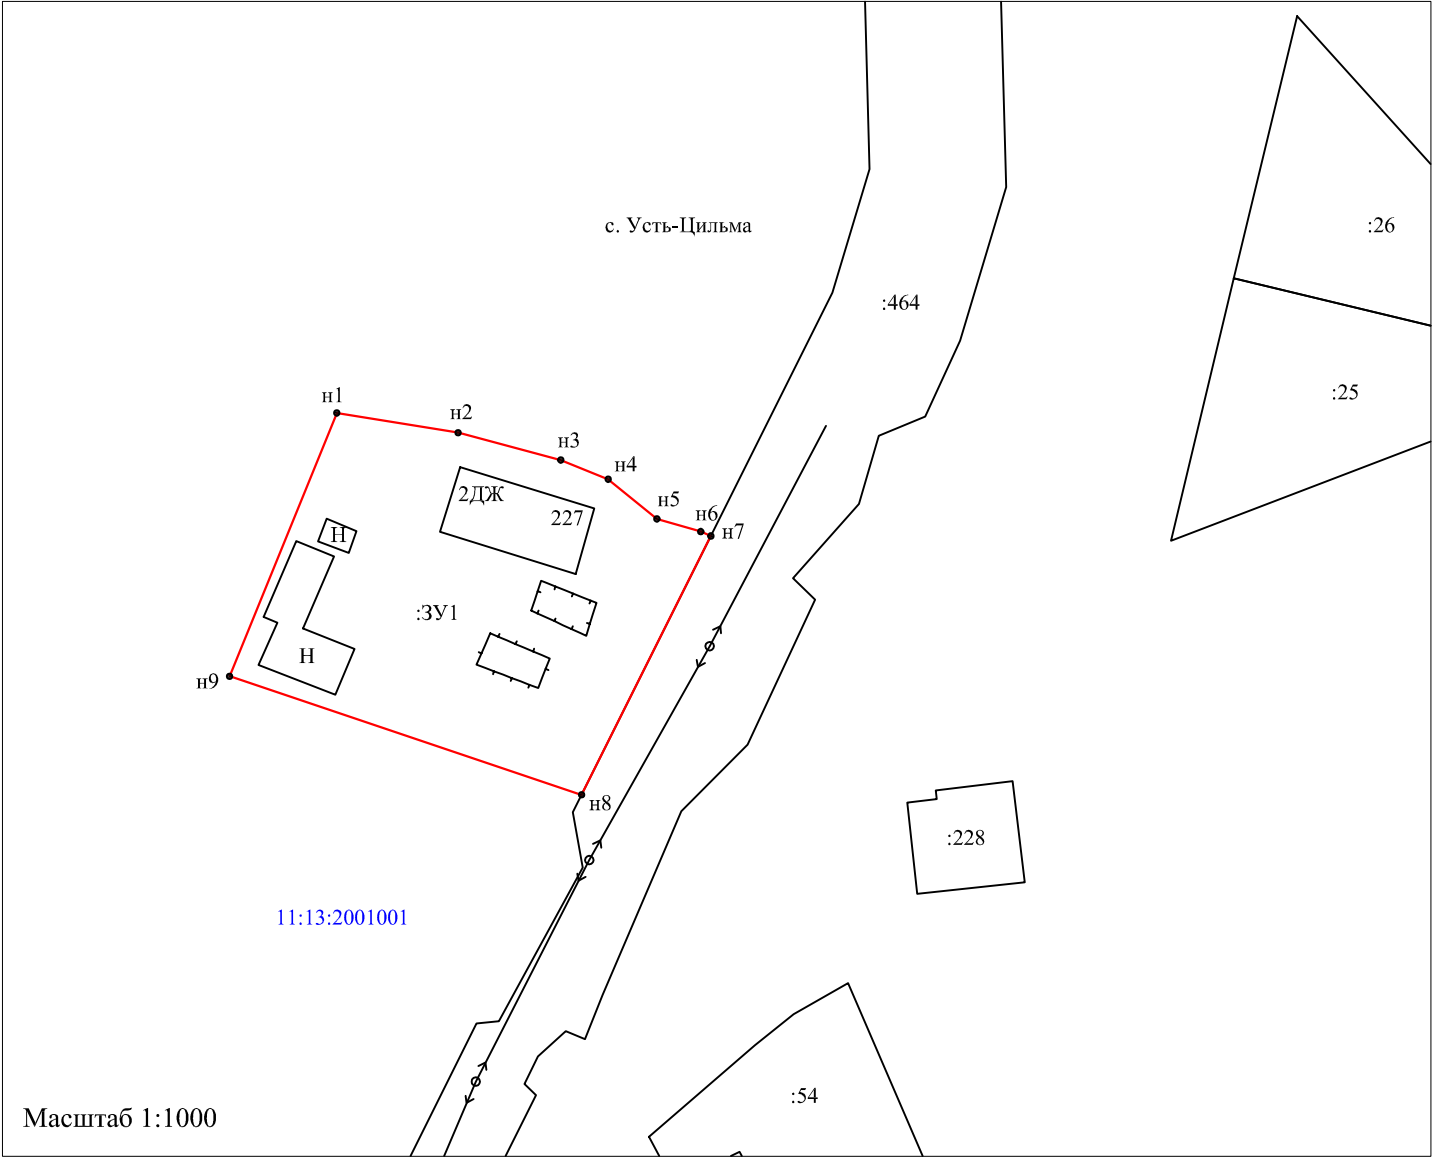 с. Усть-Цильма
:26
:464
:25
н1
н2
н3
н4
2ДЖ
н5
227
н6
н7
Н
:ЗУ1
Н
н9
н8
:228
11:13:2001001
:54
Масштаб 1:1000